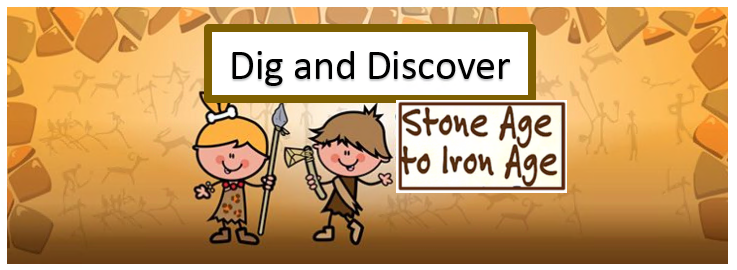 Dig and Discover
Stone Age
to Iron Age